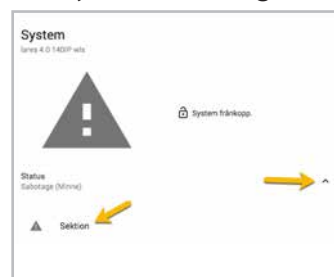 System
lares 4.0 140IP wls
System frånkopp.
Status
Sabotage (Minne)
Sektion